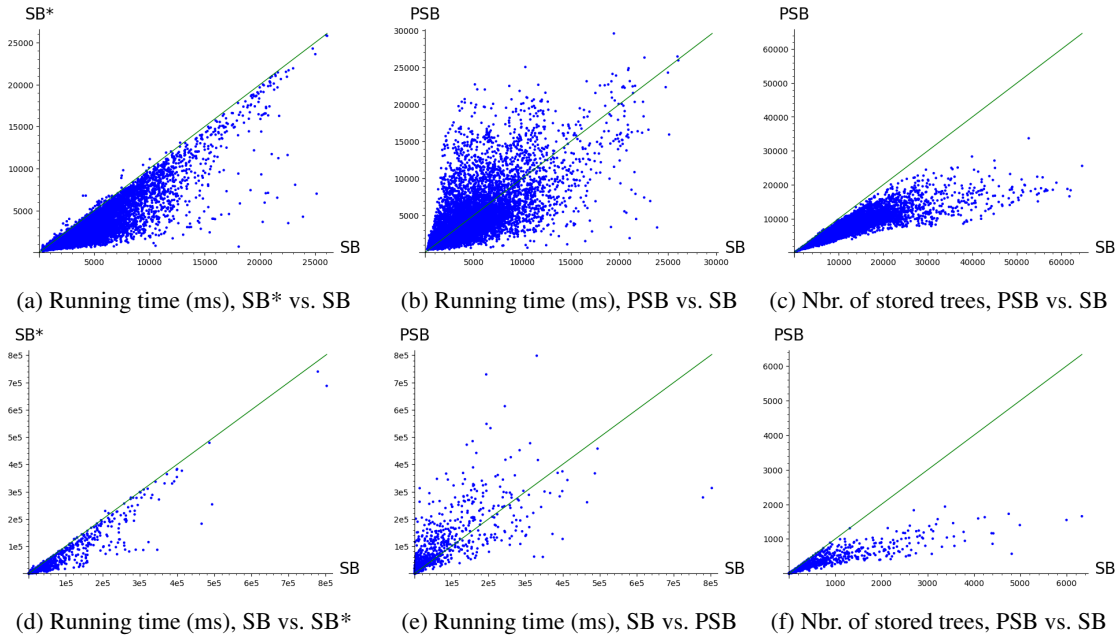 SB* PSB PSB
25000 30000 60000
20000 25000 50000
15000 20000 40000
10000 15000 30000
5000 10000 20000
5000 10000
5000 10000 15000 20000 25000 SB 5000 10000 15000 20000 25000 30000 SB 10000 20000 30000 40000 50000 60000 SB
(a) Running time (ms), SB* vs. SB (b) Running time (ms), PSB vs. SB (c) Nbr. of stored trees, PSB vs. SB
SB* PSB PSB
8e5 8e5 6000
7e5 7e5 5000
6e5 6e5 4000
5e5 5e5 3000
4e5 4e5 2000
3e5 3e5 1000
2e5 2e5
1e5 1e5
1e5 2e5 3e5 4e5 5e5 6e5 7e5 8e5 SB 1e5 2e5 3e5 4e5 5e5 6e5 7e5 8e5 SB 1000 2000 3000 4000 5000 6000 SB
(d) Running time (ms), SB vs. SB* (e) Running time (ms), SB vs. PSB (f) Nbr. of stored trees, PSB vs. SB